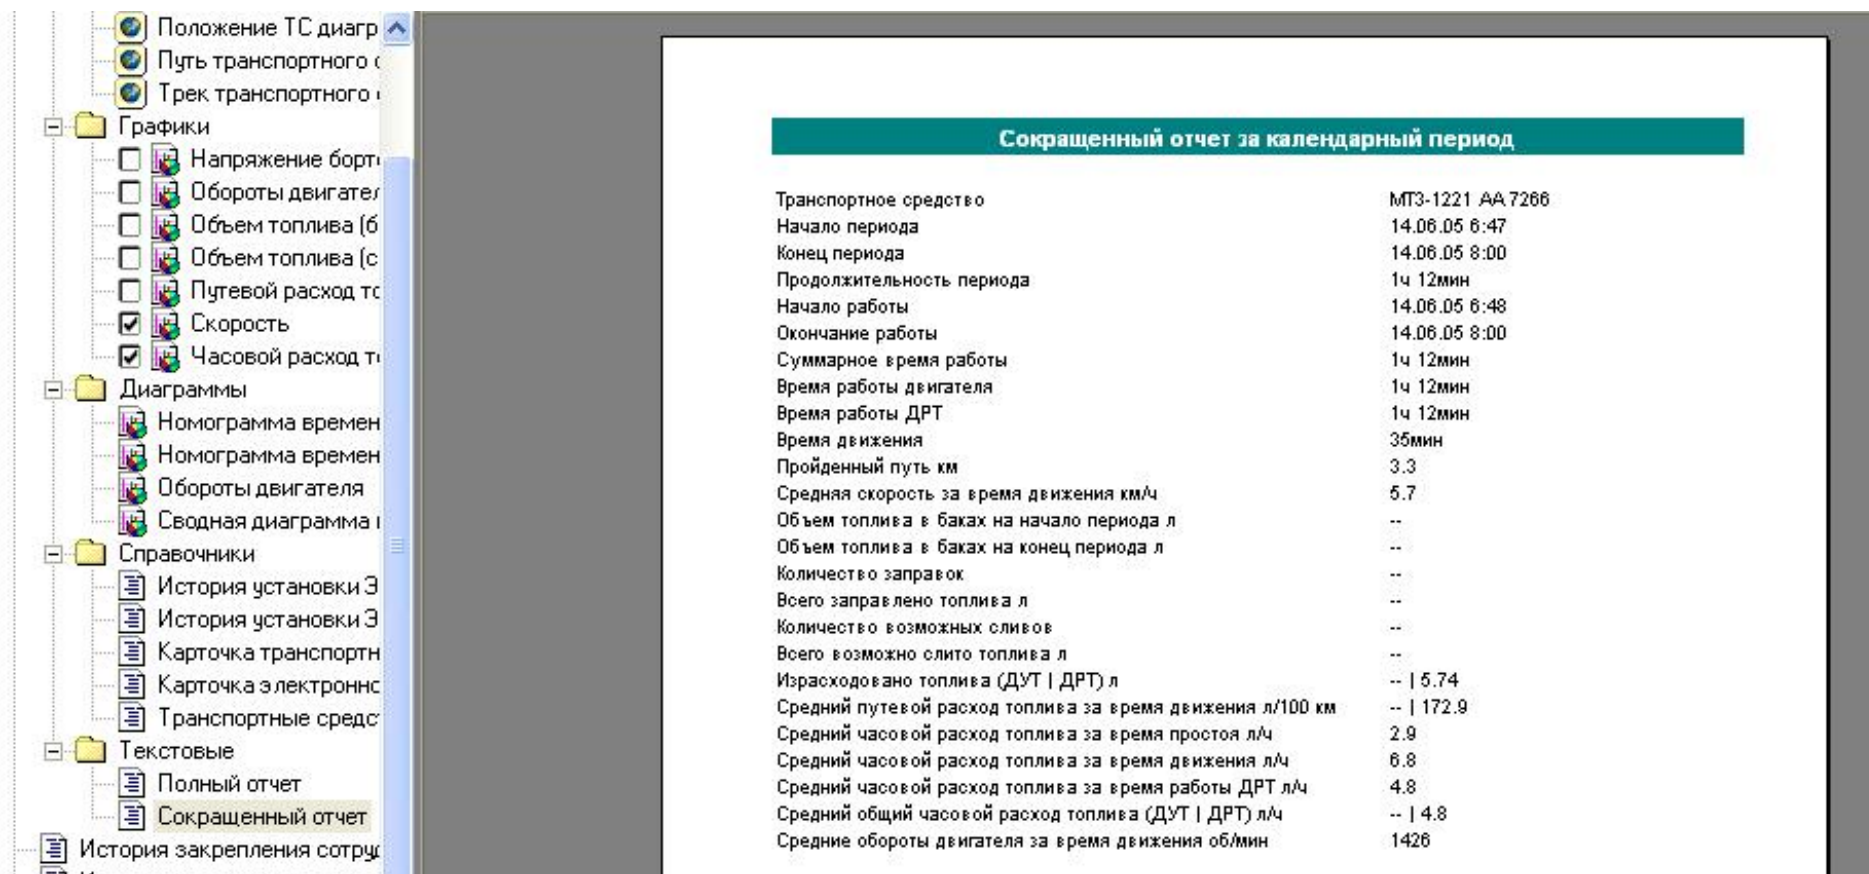 Положение ТС диагр
Путь транспортного
Трек транспортного
Графики
Напряжение борт
Обороты двигател
Объем топлива (б
Объем топлива (с
Путевой расход то
Скорость
Часовой расход т
Диаграммы
Номограмма времен
Номограмма времен
Обороты двигателя
Сводная диаграмма
Справочники
История установки Э
История установки Э
Карточка транспортн
Карточка электронно
Транспортные средс
Текстовые
Полный отчет
Сокращенный отчет
История закрепления сотру
Сокращенный отчет за календарный период
Транспортное средство МТЗ-1221 АА 7266
Начало периода 14.06.05 6:47
Конец периода 14.06.05 8:00
Продолжительность периода 1ч 12мин
Начало работы 14.06.05 6:48
Окончание работы 14.06.05 8:00
Суммарное время работы 1ч 12мин
Время работы двигателя 1ч 12мин
Время работы ДРТ 1ч 12мин
Время движения 35мин
Пройденный путь км 3.3
Средняя скорость за время движения км/ч 5.7
Объем топлива в баках на начало периода л --
Объем топлива в баках на конец периода л --
Количество заправок --
Всего заправлено топлива л --
Количество возможных сливов --
Всего возможно слито топлива л --
Израсходовано топлива (ДУТ | ДРТ) л -- | 5.74
Средний путевой расход топлива за время движения л/100 км -- | 172.9
Средний часовой расход топлива за время простоя л/ч 2.9
Средний часовой расход топлива за время движения л/ч 6.8
Средний часовой расход топлива за время работы ДРТ л/ч 4.8
Средний общий часовой расход топлива (ДУТ | ДРТ) л/ч -- | 4.8
Средние обороты двигателя за время движения об/мин 1426